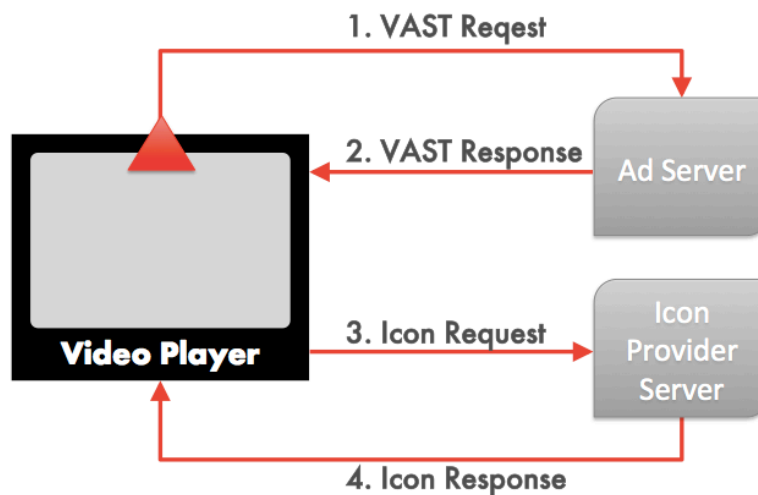 1. VAST Reqest
2. VAST Response
Ad Server
Video Player
3. Icon Request
Icon
Provider
Server
4. Icon Response